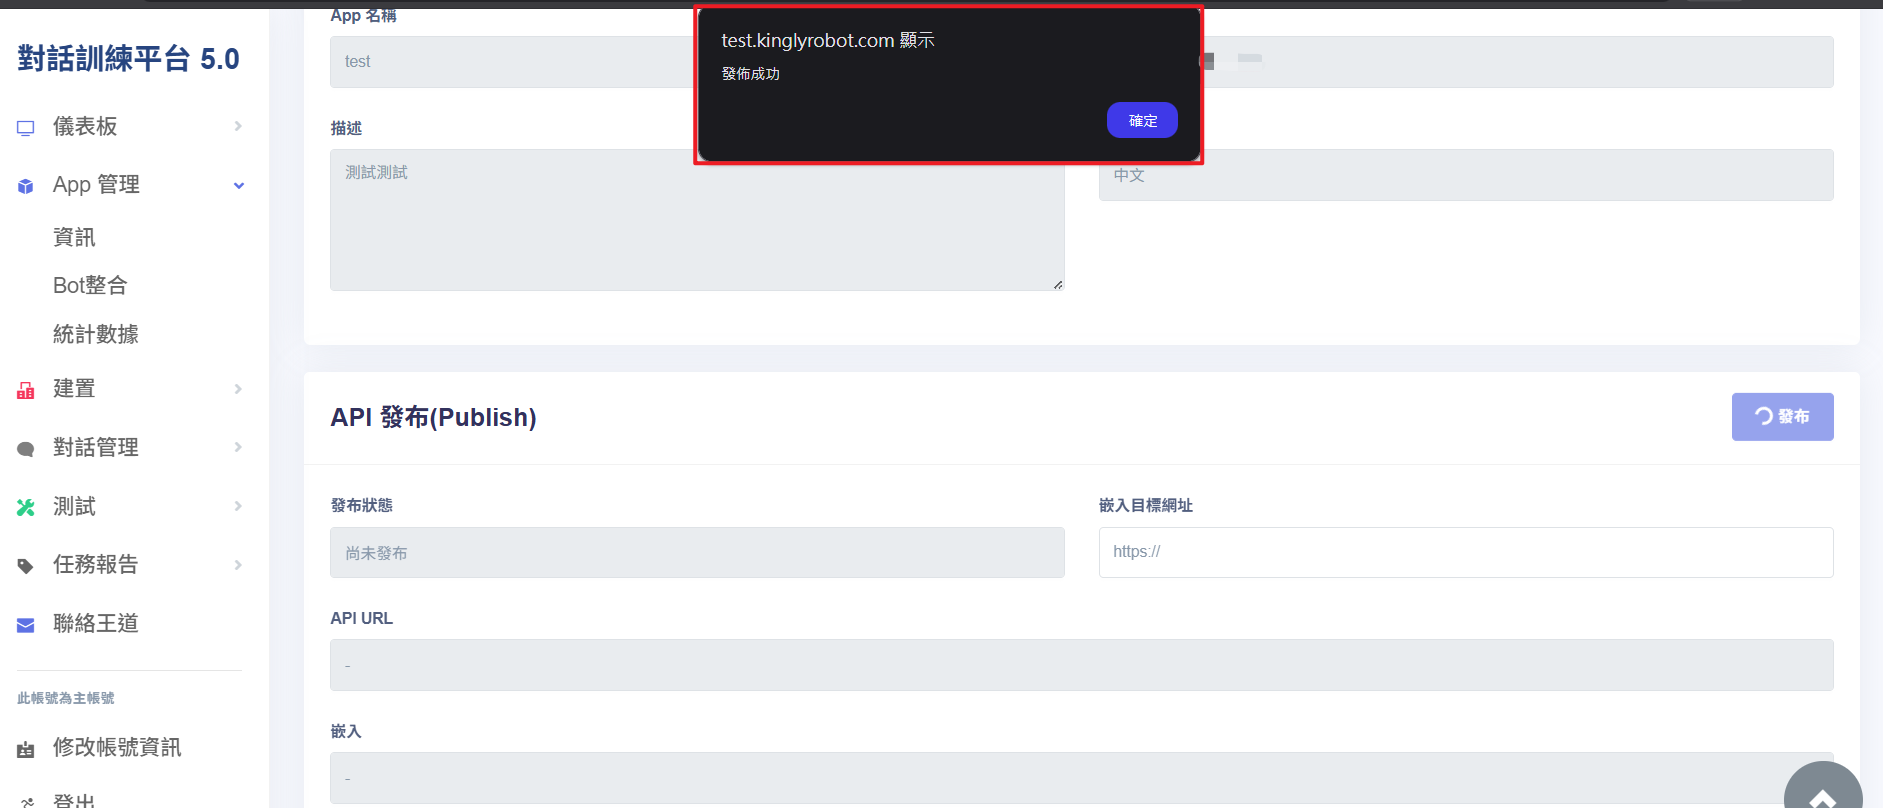 對話訓練平台 5.0
儀表板
App 管理
資訊
Bot整合
統計數據
建置
對話管理
測試
任務報告
聯絡王道
此帳號為主帳號
修改帳號資訊
登出
App 名稱
test
描述
測試測試
中文
test.kinglyrobot.com 顯示
發佈成功
確定
API 發布(Publish)
發布
發布狀態
尚未發布
嵌入目標網址
https://
API URL
-
嵌入
-